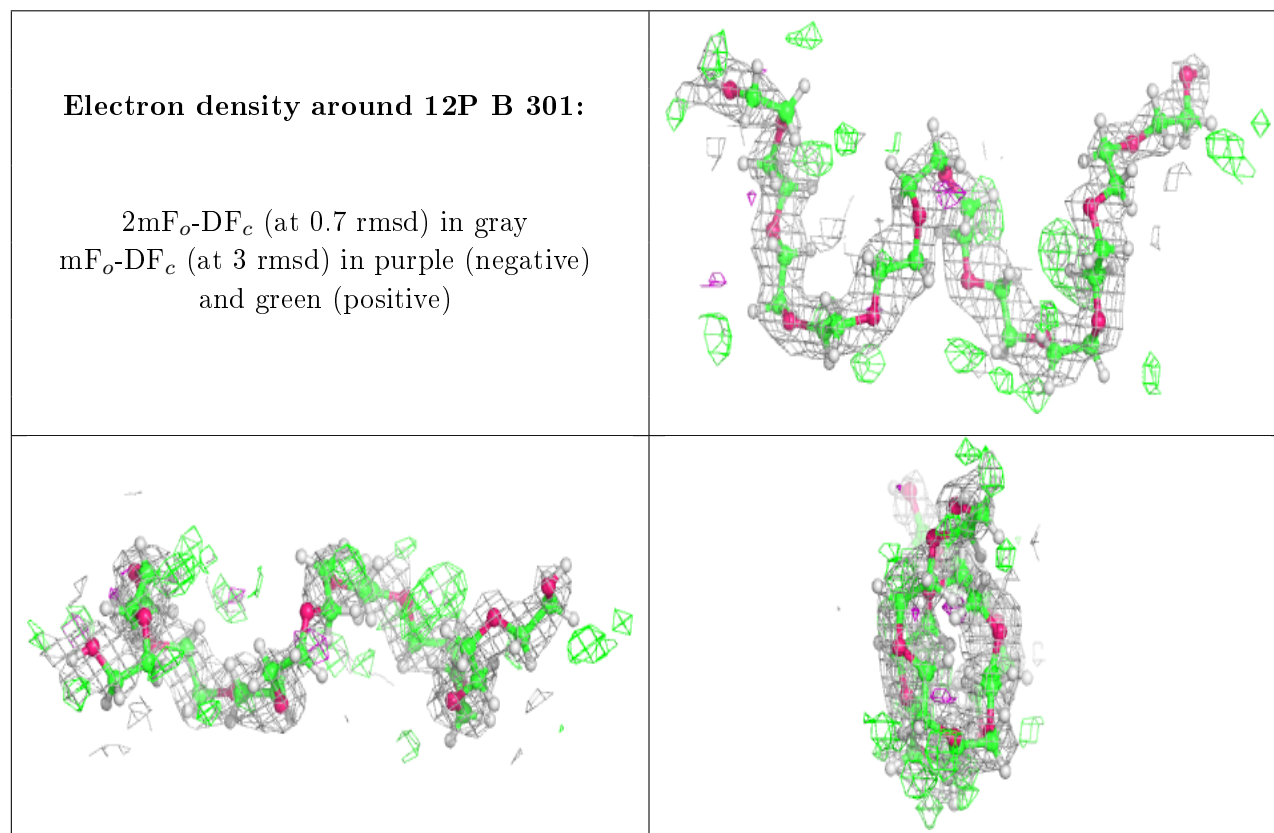 Electron density around 12P B 301:
2mFₒ-DF𝒸 (at 0.7 rmsd) in gray
mFₒ-DF𝒸 (at 3 rmsd) in purple (negative)
and green (positive)